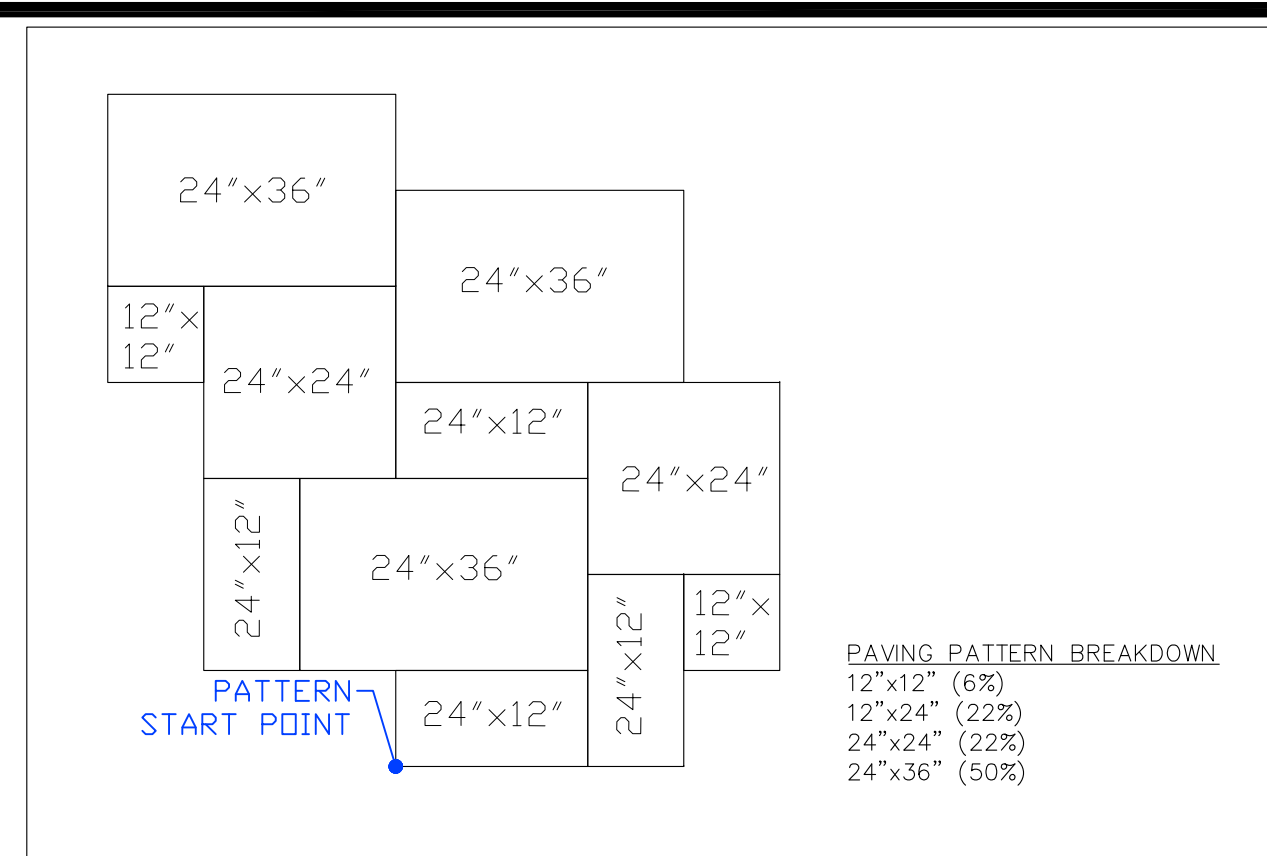 24"x36"
24"x36"
12"x
12"
24"x24"
24"x12"
24"x24"
24"x12"
24"x36"
24"x12"
12"x
12"
PATTERN
START POINT
24"x12"
PAVING PATTERN BREAKDOWN
12"x12" (6%)
12"x24" (22%)
24"x24" (22%)
24"x36" (50%)